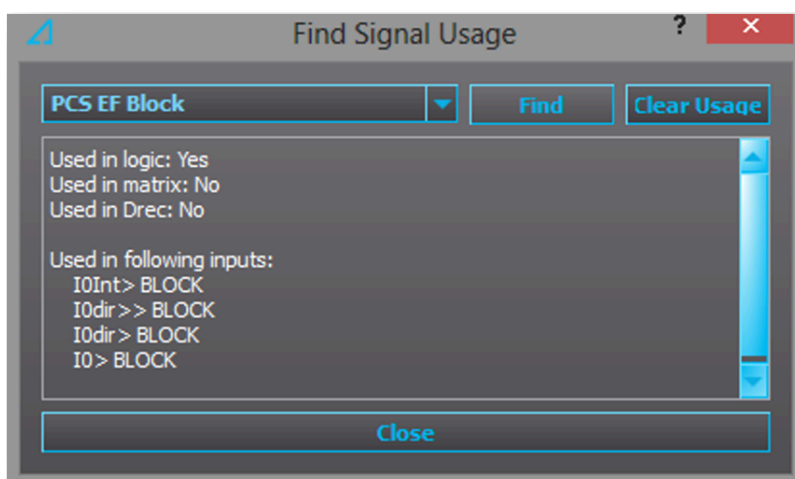 Find Signal Usage
?
PCS EF Block
Find
Clear Usage
Used in logic: Yes
Used in matrix: No
Used in Drec: No
Used in following inputs:
I0Int> BLOCK
I0dir>> BLOCK
I0dir> BLOCK
I0> BLOCK
Close